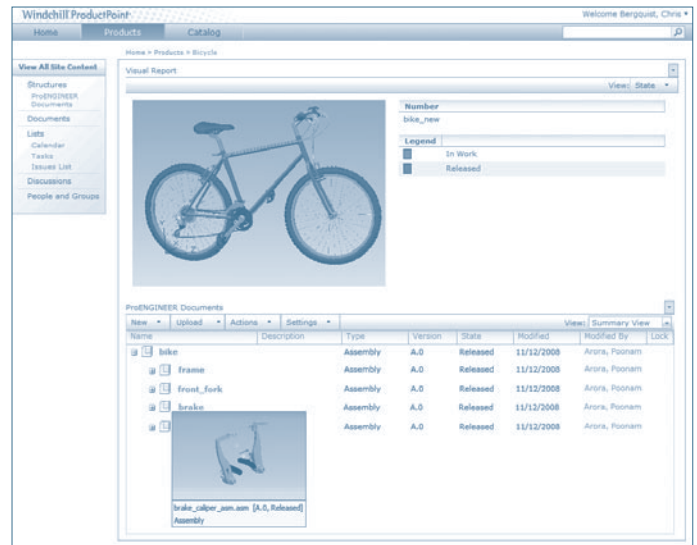 Windchill ProductPoint
Welcome Bergquist, Chris
Home Products Catalog
Home > Products > Bicycle
View All Site Content
Structures
ProENGINEER
Documents
Documents
Lists
Calendar
Tasks
Issues List
Discussions
People and Groups
Visual Report
View: State
Number
bike_new
Legend
In Work
Released
ProENGINEER Documents
New Upload Actions Settings View: Summary View
Name Description Type Version State Modified Modified By Lock
bike Assembly A.0 Released 11/12/2008 Arora, Poonam
frame Assembly A.0 Released 11/12/2008 Arora, Poonam
front_fork Assembly A.0 Released 11/12/2008 Arora, Poonam
brake Assembly A.0 Released 11/12/2008 Arora, Poonam
Assembly A.0 Released 11/12/2008 Arora, Poonam
brake_caliper_asm.asm [A.0, Released]
Assembly